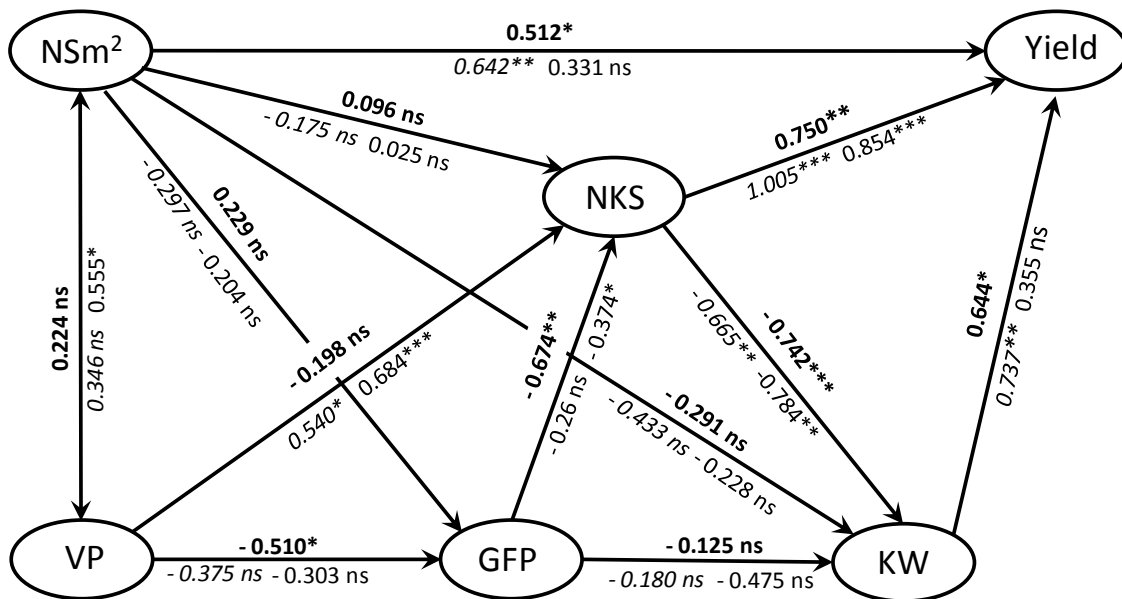 NSm²
Yield
0.512*
0.642** 0.331 ns
0.096 ns
- 0.175 ns 0.025 ns
0.750**
1.005*** 0.854***
NKS
0.229 ns
- 0.297 ns - 0.204 ns
0.224 ns
0.346 ns 0.555*
- 0.198 ns
0.540* 0.684***
- 0.674**
- 0.26 ns - 0.374*
- 0.742***
- 0.665** -0.784**
- 0.291 ns
- 0.433 ns - 0.228 ns
0.644*
0.737** 0.355 ns
VP
- 0.510*
- 0.375 ns - 0.303 ns
GFP
- 0.125 ns
- 0.180 ns - 0.475 ns
KW